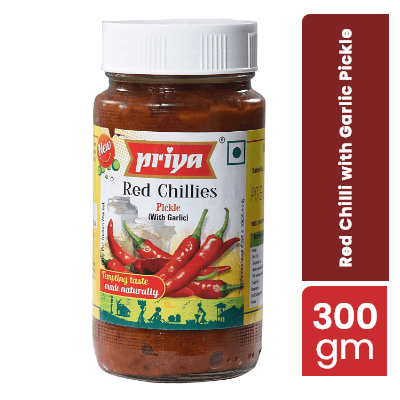 New
priya
®
Red Chillies
Pickle
(With Garlic)
Tempting taste
made naturally
Red Chilli with Garlic Pickle
300
gm